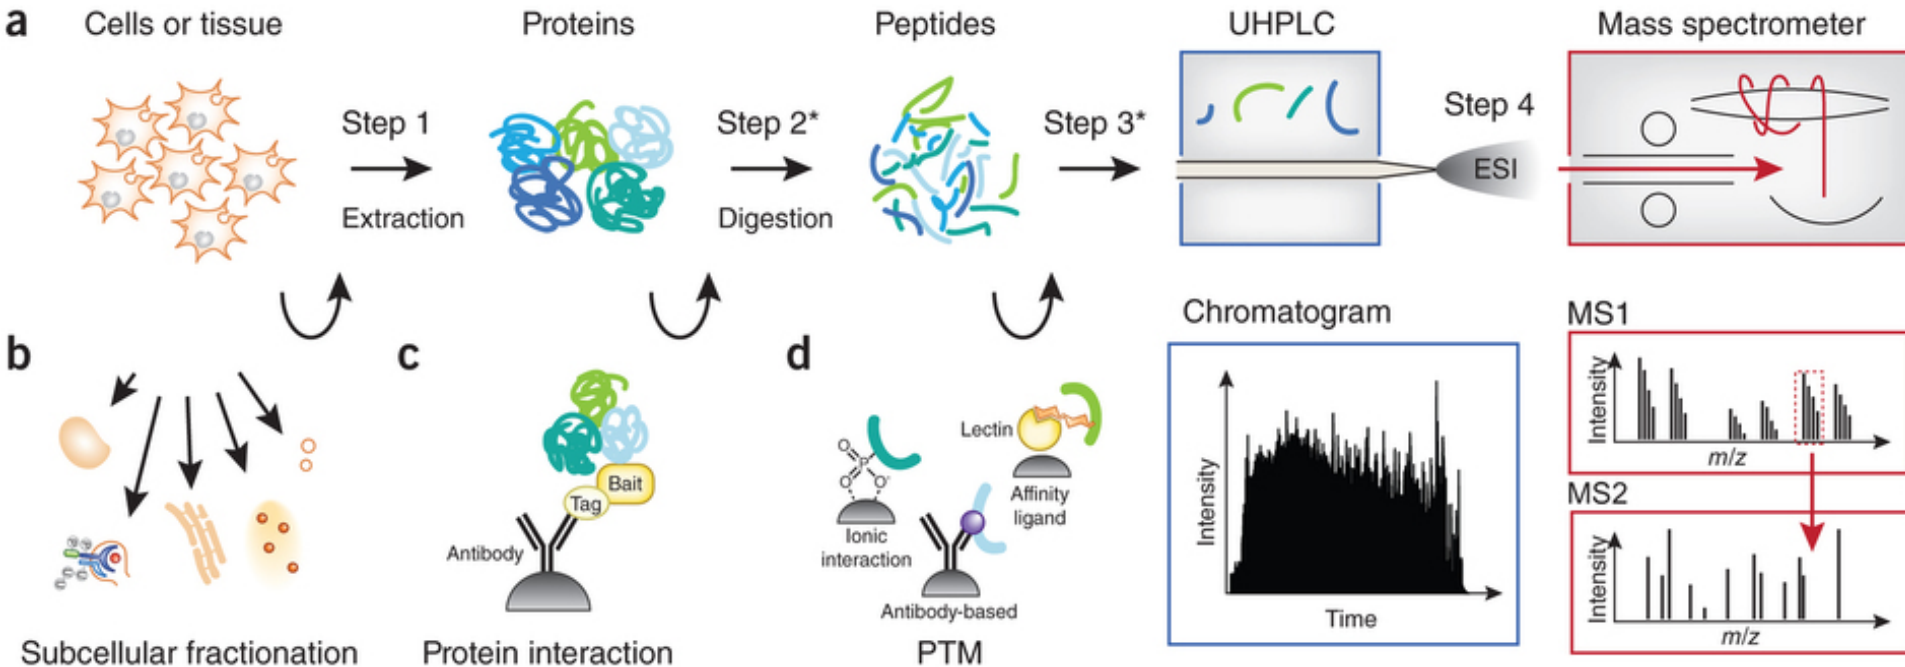 a
Cells or tissue
Proteins
Peptides
UHPLC
Mass spectrometer
Step 1
Extraction
Step 2*
Digestion
Step 3*
Step 4
ESI
b
Subcellular fractionation
c
Bait
Tag
Antibody
Protein interaction
d
Lectin
O
P
O
O-
Ionic
interaction
Affinity
ligand
Antibody-based
PTM
Chromatogram
Intensity
Time
MS1
Intensity
m/z
MS2
Intensity
m/z